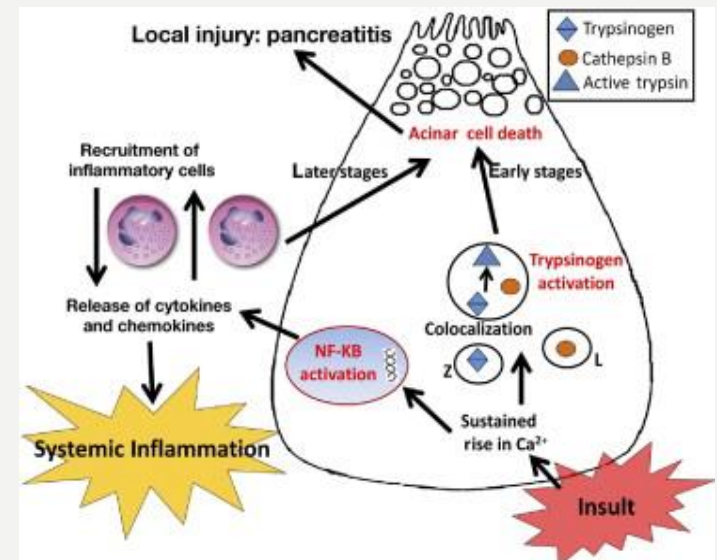 Local injury: pancreatitis
Trypsinogen
Cathepsin B
Active trypsin
Acinar cell death
Recruitment of
inflammatory cells
Later stages
Early stages
Trypsinogen
activation
Colocalization
Release of cytokines
and chemokines
NF-KB
activation
Z
L
Sustained
rise in Ca²⁺
Systemic Inflammation
Insult